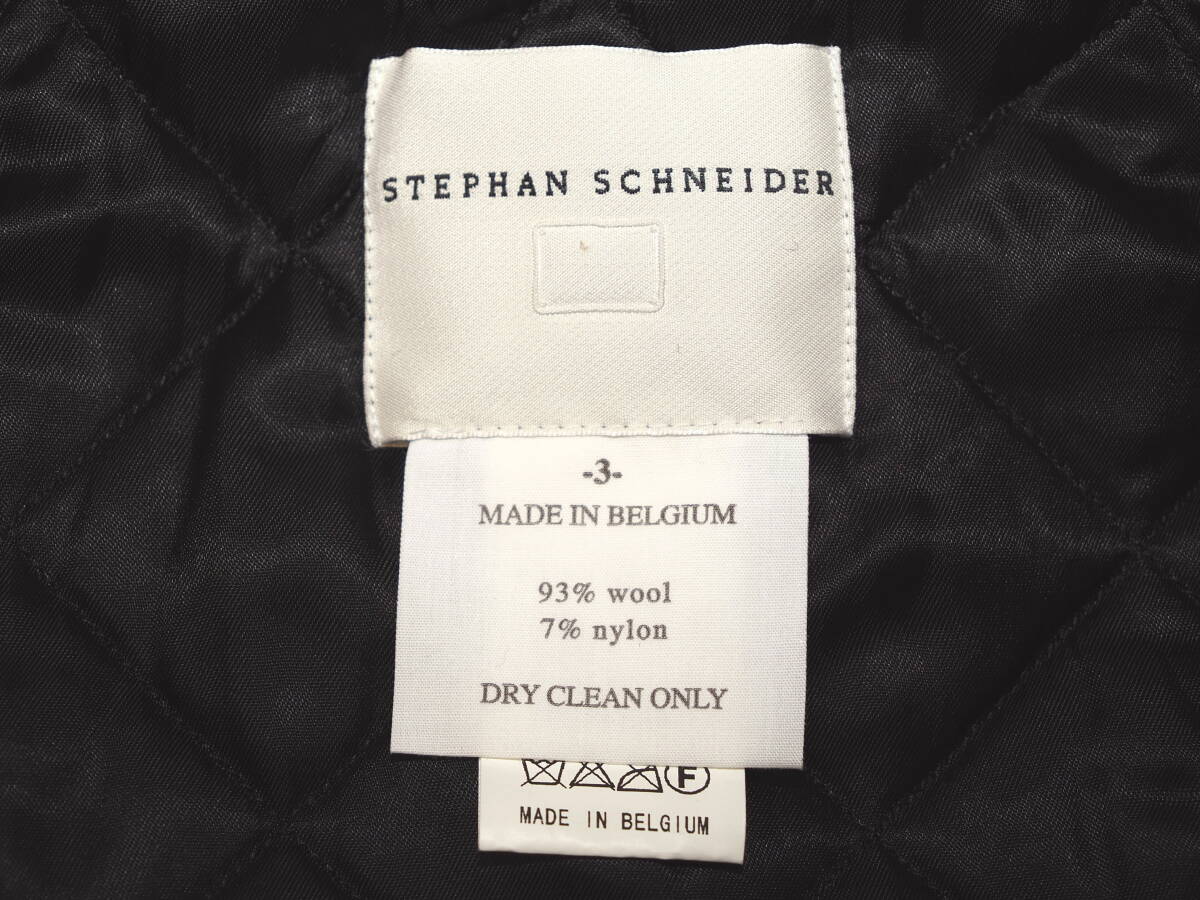 STEPHAN SCHNEIDER
-3-
MADE IN BELGIUM
93% wool
7% nylon
DRY CLEAN ONLY
F
MADE IN BELGIUM